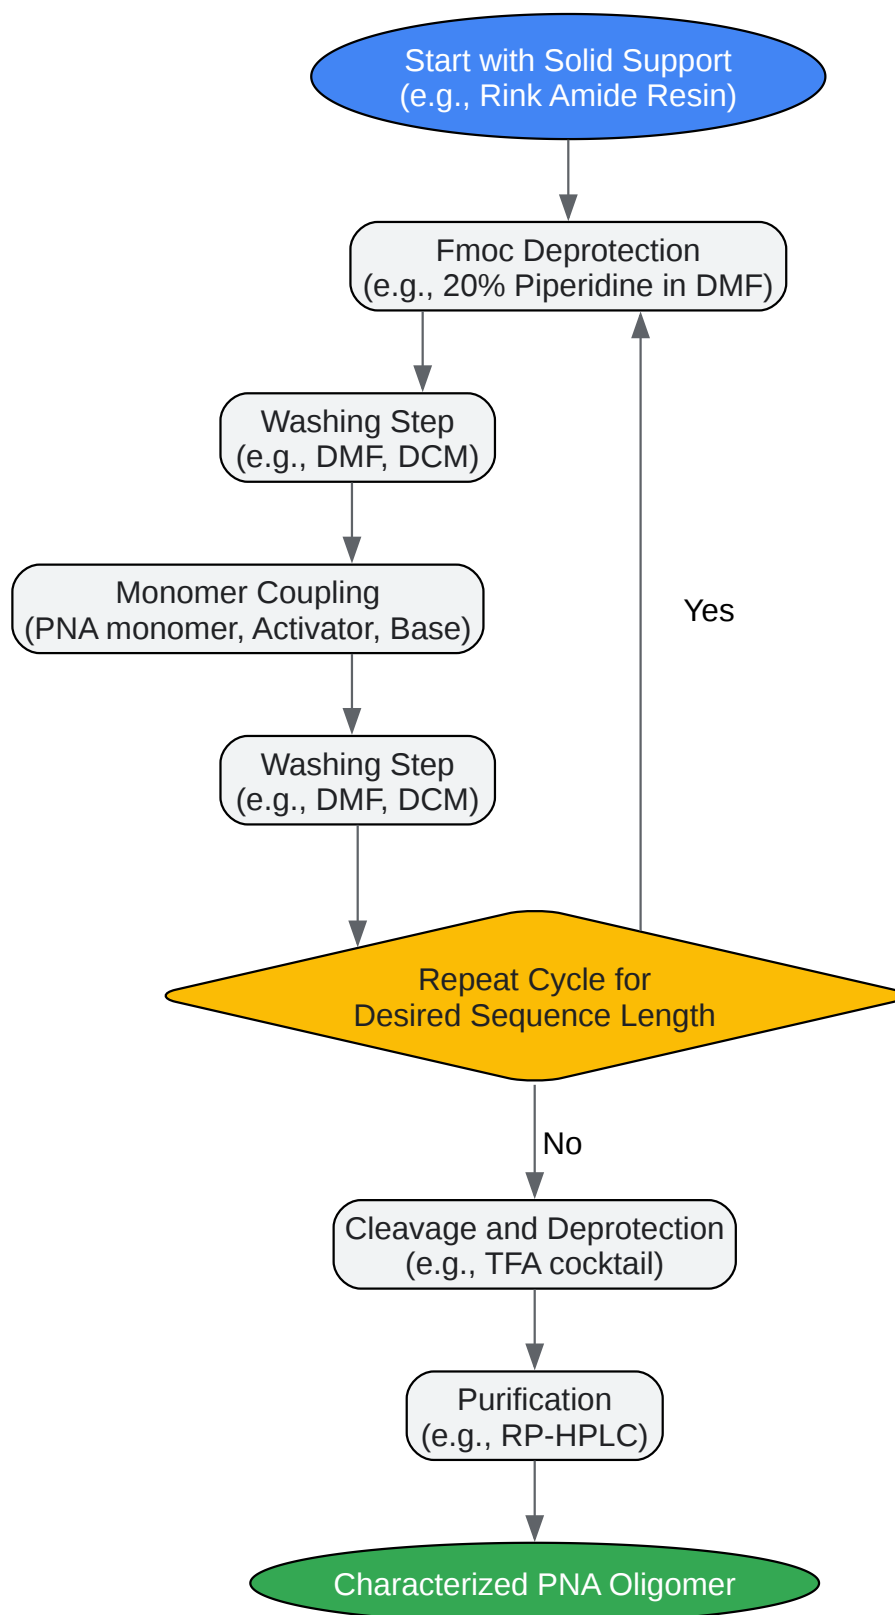 Start with Solid Support
(e.g., Rink Amide Resin)
Fmoc Deprotection
(e.g., 20% Piperidine in DMF)
Washing Step
(e.g., DMF, DCM)
Monomer Coupling
(PNA monomer, Activator, Base)
Yes
Washing Step
(e.g., DMF, DCM)
Repeat Cycle for
Desired Sequence Length
No
Cleavage and Deprotection
(e.g., TFA cocktail)
Purification
(e.g., RP-HPLC)
Characterized PNA Oligomer